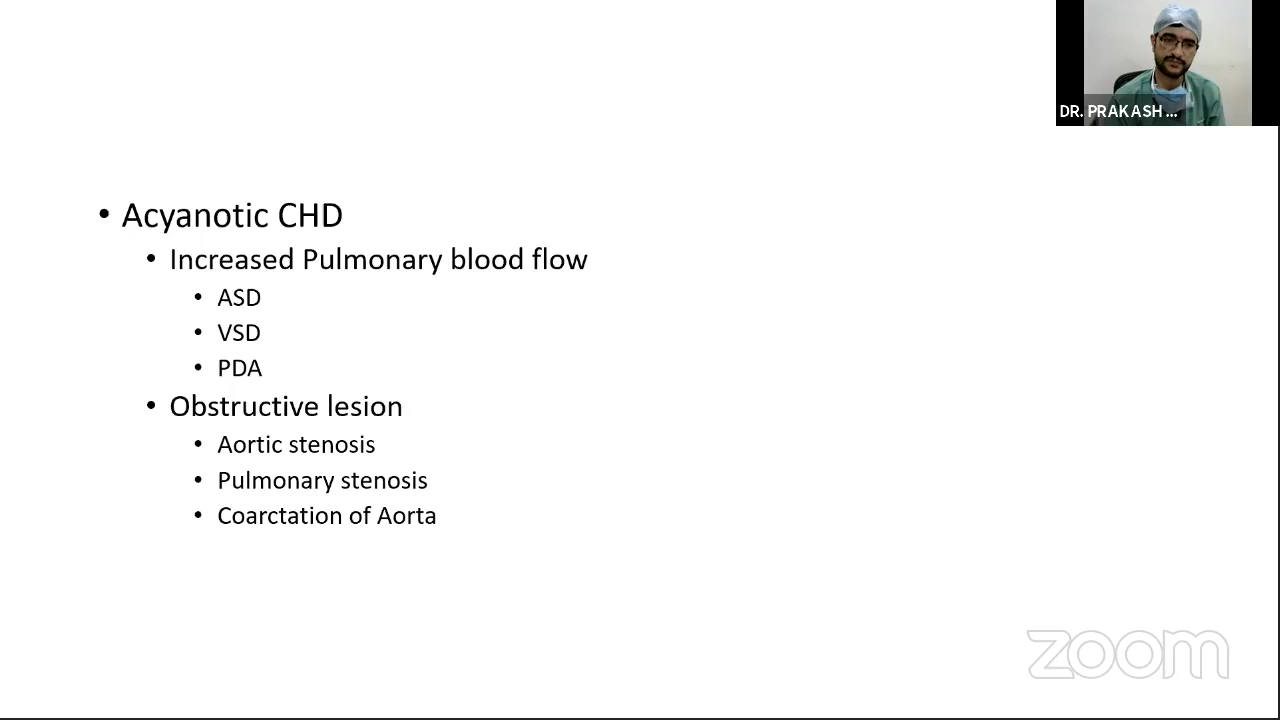 DR. PRAKASH ...
• Acyanotic CHD
• Increased Pulmonary blood flow
• ASD
• VSD
• PDA
• Obstructive lesion
• Aortic stenosis
• Pulmonary stenosis
• Coarctation of Aorta
zoom